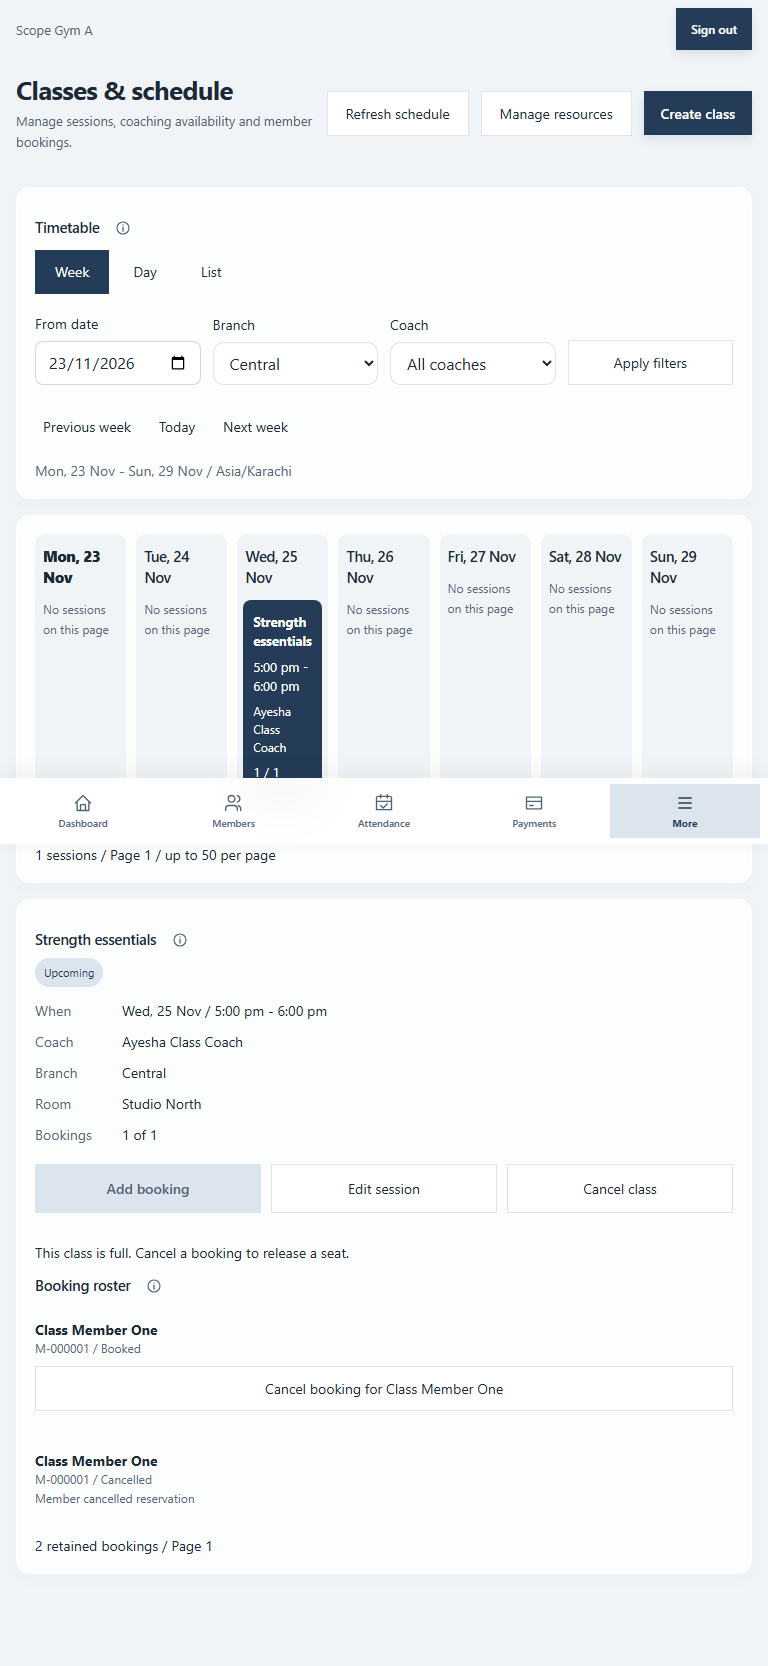 Scope Gym A
Sign out
Classes & schedule
Manage sessions, coaching availability and member
bookings.
Refresh schedule
Manage resources
Create class
Timetable
Week
Day
List
From date
Branch
Coach
23/11/2026
Central
All coaches
Apply filters
Previous week
Today
Next week
Mon, 23 Nov - Sun, 29 Nov / Asia/Karachi
Mon, 23
Nov
No sessions
on this page
Tue, 24
Nov
No sessions
on this page
Wed, 25
Nov
Strength
essentials
5:00 pm -
6:00 pm
Ayesha
Class
Coach
1 / 1
Thu, 26
Nov
No sessions
on this page
Fri, 27 Nov
No sessions
on this page
Sat, 28 Nov
No sessions
on this page
Sun, 29
Nov
No sessions
on this page
Dashboard
Members
Attendance
Payments
More
1 sessions / Page 1 / up to 50 per page
Strength essentials
Upcoming
When
Wed, 25 Nov / 5:00 pm - 6:00 pm
Coach
Ayesha Class Coach
Branch
Central
Room
Studio North
Bookings
1 of 1
Add booking
Edit session
Cancel class
This class is full. Cancel a booking to release a seat.
Booking roster
Class Member One
M-000001 / Booked
Cancel booking for Class Member One
Class Member One
M-000001 / Cancelled
Member cancelled reservation
2 retained bookings / Page 1